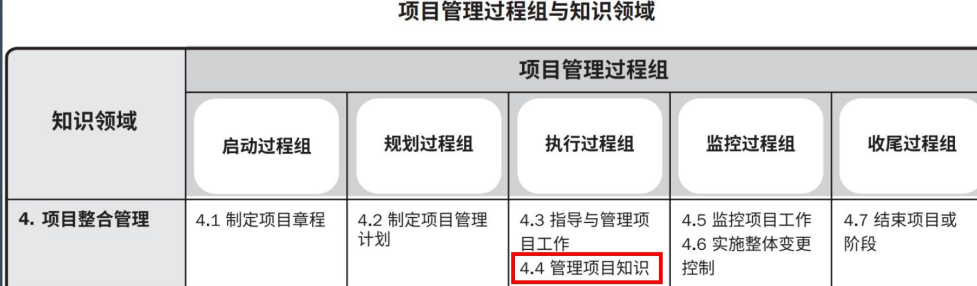 项目管理过程组与知识领域
知识领域
项目管理过程组
启动过程组
规划过程组
执行过程组
监控过程组
收尾过程组
4. 项目整合管理
4.1 制定项目章程
4.2 制定项目管理
计划
4.3 指导与管理项
目工作
4.4 管理项目知识
4.5 监控项目工作
4.6 实施整体变更
控制
4.7 结束项目或
阶段